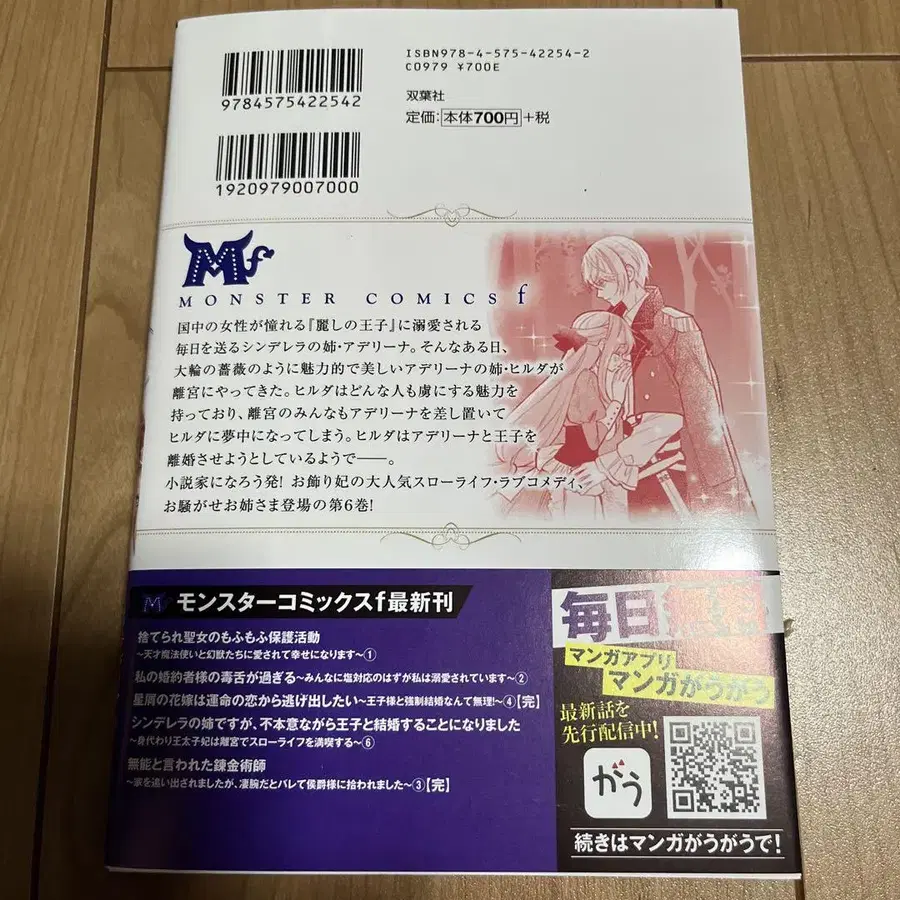 ISBN978-4-575-42254-2
C0979 ¥700E
9784575422542
双葉社
定価:本体700円+税
1920979007000
Mf
MONSTER COMICS f
国中の女性が憧れる『麗しの王子』に溺愛される
毎日を送るシンデレラの姉・アデリーナ。そんなある日、
大輪の薔薇のように魅力的で美しいアデリーナの姉・ヒルダが
離宮にやってきた。ヒルダはどんな人も虜にする魅力を
持っており、離宮のみんなもアデリーナを差し置いて
ヒルダに夢中になってしまう。ヒルダはアデリーナと王子を
離婚させようとしているようで――。
小説家になろう発! お飾り妃の大人気スローライフ・ラブコメディ、
お騒がせお姉さま登場の第6巻!
Mf モンスターコミックスf最新刊
捨てられ聖女のもふもふ保護活動
~天才魔法使いと幻獣たちに愛されて幸せになります~①
私の婚約者様の毒舌が過ぎる~みんなに塩対応のはずが私は溺愛されています~②
星屑の花嫁は運命の恋から逃げ出したい~王子様と強制結婚なんて無理!~④【完】
シンデレラの姉ですが、不本意ながら王子と結婚することになりました
~身代わり王太子妃は離宮でスローライフを満喫する~⑥
無能と言われた錬金術師
~家を追い出されましたが、凄腕だとバレて侯爵様に拾われました~③【完】
毎日
マンガアプリ
マンガがうがう
最新話を
先行配信中!
がう
続きはマンガがうがうで!